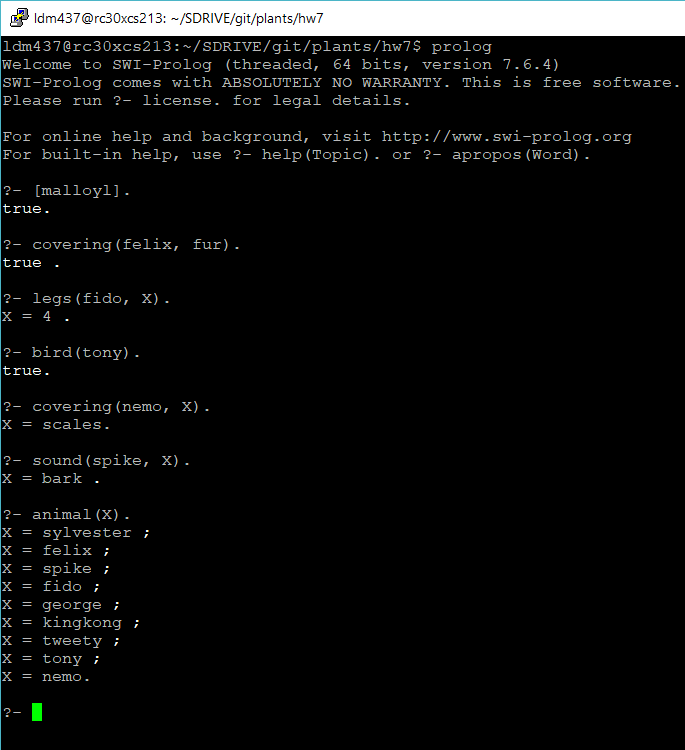 ldm437@rc30xcs213: ~/SDRIVE/git/plants/hw7
ldm437@rc30xcs213:~/SDRIVE/git/plants/hw7$ prolog
Welcome to SWI-Prolog (threaded, 64 bits, version 7.6.4)
SWI-Prolog comes with ABSOLUTELY NO WARRANTY. This is free software.
Please run ?- license. for legal details.
For online help and background, visit http://www.swi-prolog.org
For built-in help, use ?- help(Topic). or ?- apropos(Word).
?- [malloyl].
true.
?- covering(felix, fur).
true .
?- legs(fido, X).
X = 4 .
?- bird(tony).
true.
?- covering(nemo, X).
X = scales.
?- sound(spike, X).
X = bark .
?- animal(X).
X = sylvester ;
X = felix ;
X = spike ;
X = fido ;
X = george ;
X = kingkong ;
X = tweety ;
X = tony ;
X = nemo.
?-